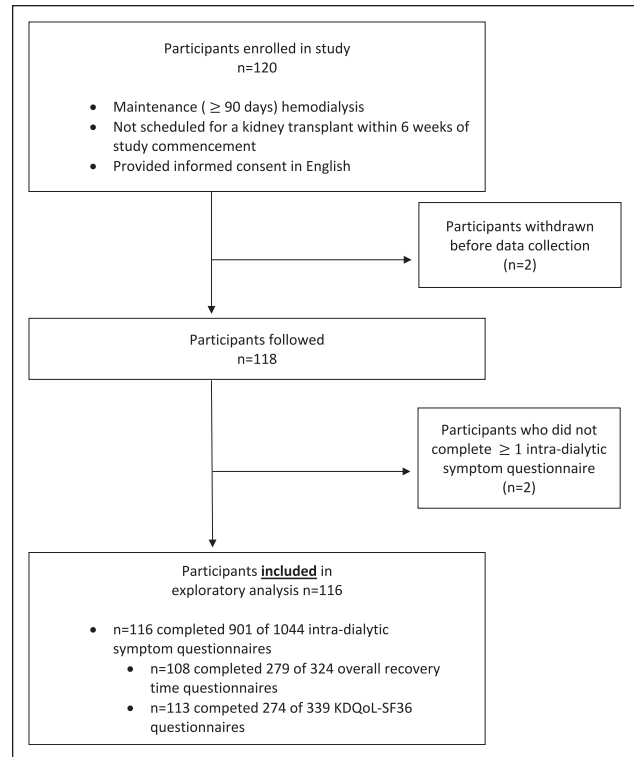 Participants enrolled in study
n=120
• Maintenance ( ≥ 90 days) hemodialysis
• Not scheduled for a kidney transplant within 6 weeks of
study commencement
• Provided informed consent in English
Participants withdrawn
before data collection
(n=2)
Participants followed
n=118
Participants who did not
complete ≥ 1 intra-dialytic
symptom questionnaire
(n=2)
Participants included in
exploratory analysis n=116
• n=116 completed 901 of 1044 intra-dialytic
symptom questionnaires
• n=108 completed 279 of 324 overall recovery
time questionnaires
• n=113 competed 274 of 339 KDQoL-SF36
questionnaires